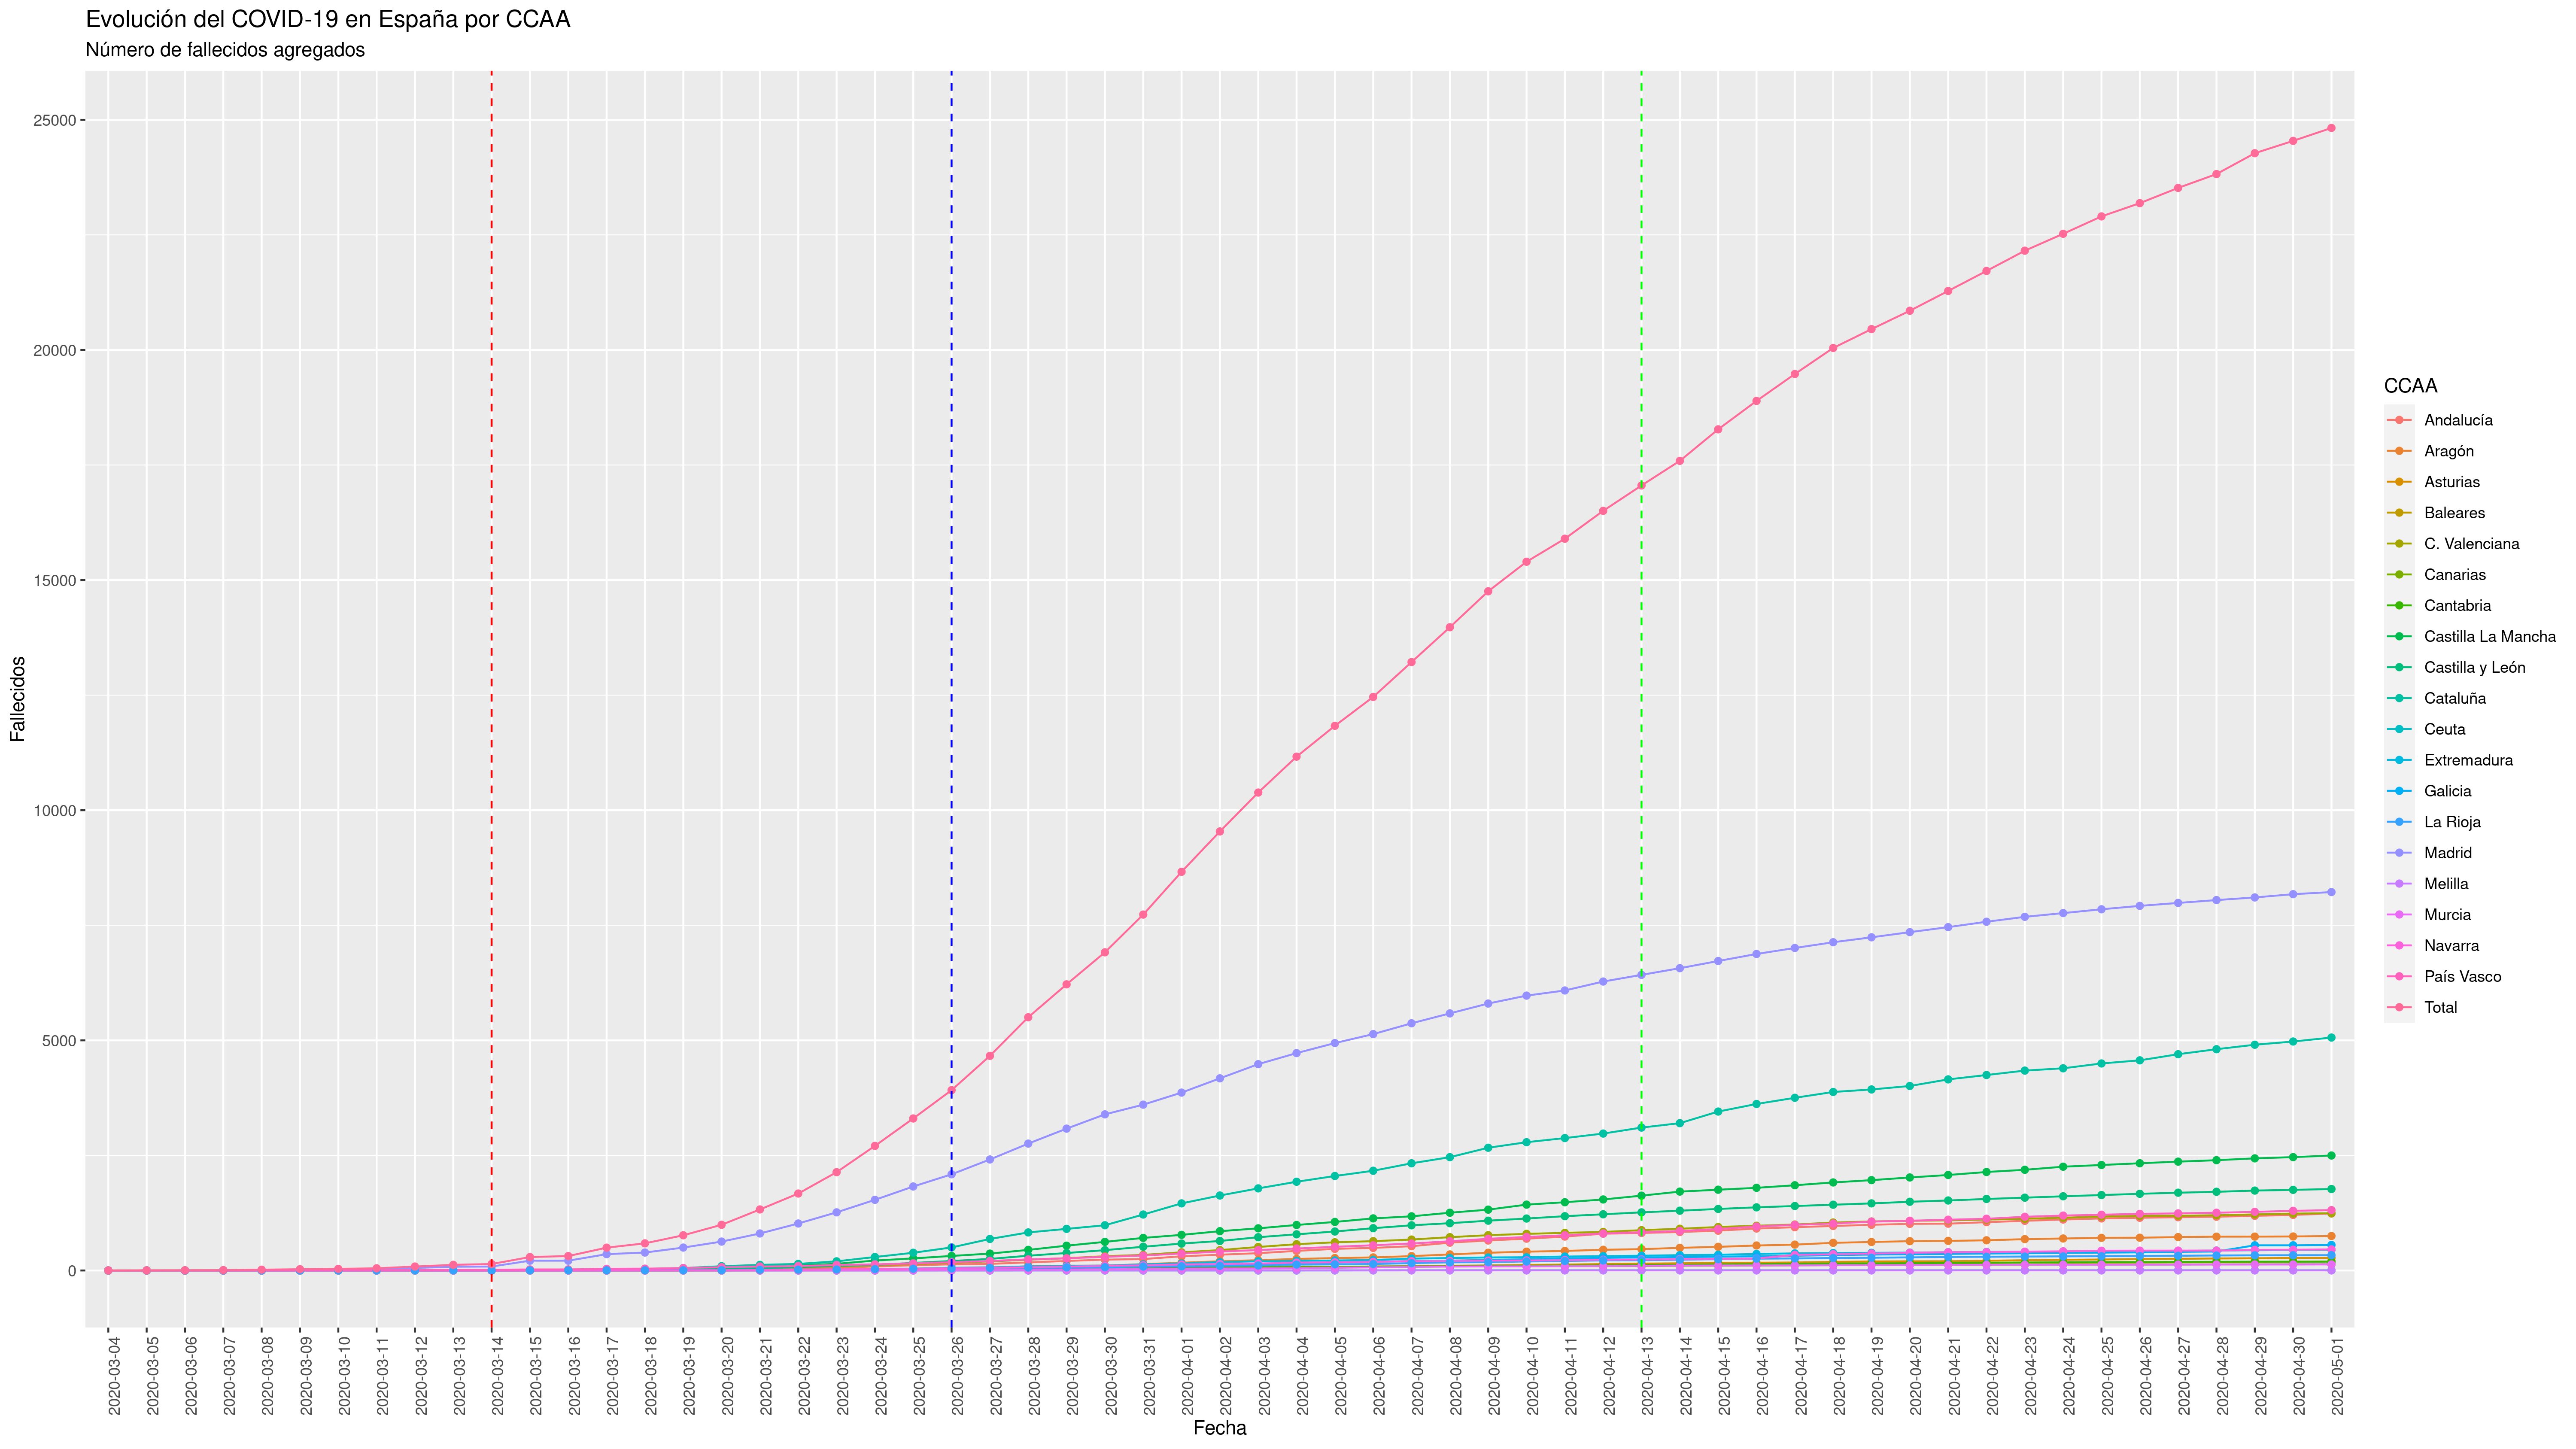 Evolución del COVID-19 en España por CCAA
Número de fallecidos agregados
Fallecidos
25000
20000
15000
10000
5000
0
2020-03-04
2020-03-05
2020-03-06
2020-03-07
2020-03-08
2020-03-09
2020-03-10
2020-03-11
2020-03-12
2020-03-13
2020-03-14
2020-03-15
2020-03-16
2020-03-17
2020-03-18
2020-03-19
2020-03-20
2020-03-21
2020-03-22
2020-03-23
2020-03-24
2020-03-25
2020-03-26
2020-03-27
2020-03-28
2020-03-29
2020-03-30
2020-03-31
2020-04-01
2020-04-02
2020-04-03
2020-04-04
2020-04-05
2020-04-06
2020-04-07
2020-04-08
2020-04-09
2020-04-10
2020-04-11
2020-04-12
2020-04-13
2020-04-14
2020-04-15
2020-04-16
2020-04-17
2020-04-18
2020-04-19
2020-04-20
2020-04-21
2020-04-22
2020-04-23
2020-04-24
2020-04-25
2020-04-26
2020-04-27
2020-04-28
2020-04-29
2020-04-30
2020-05-01
Fecha
CCAA
Andalucía
Aragón
Asturias
Baleares
C. Valenciana
Canarias
Cantabria
Castilla La Mancha
Castilla y León
Cataluña
Ceuta
Extremadura
Galicia
La Rioja
Madrid
Melilla
Murcia
Navarra
País Vasco
Total